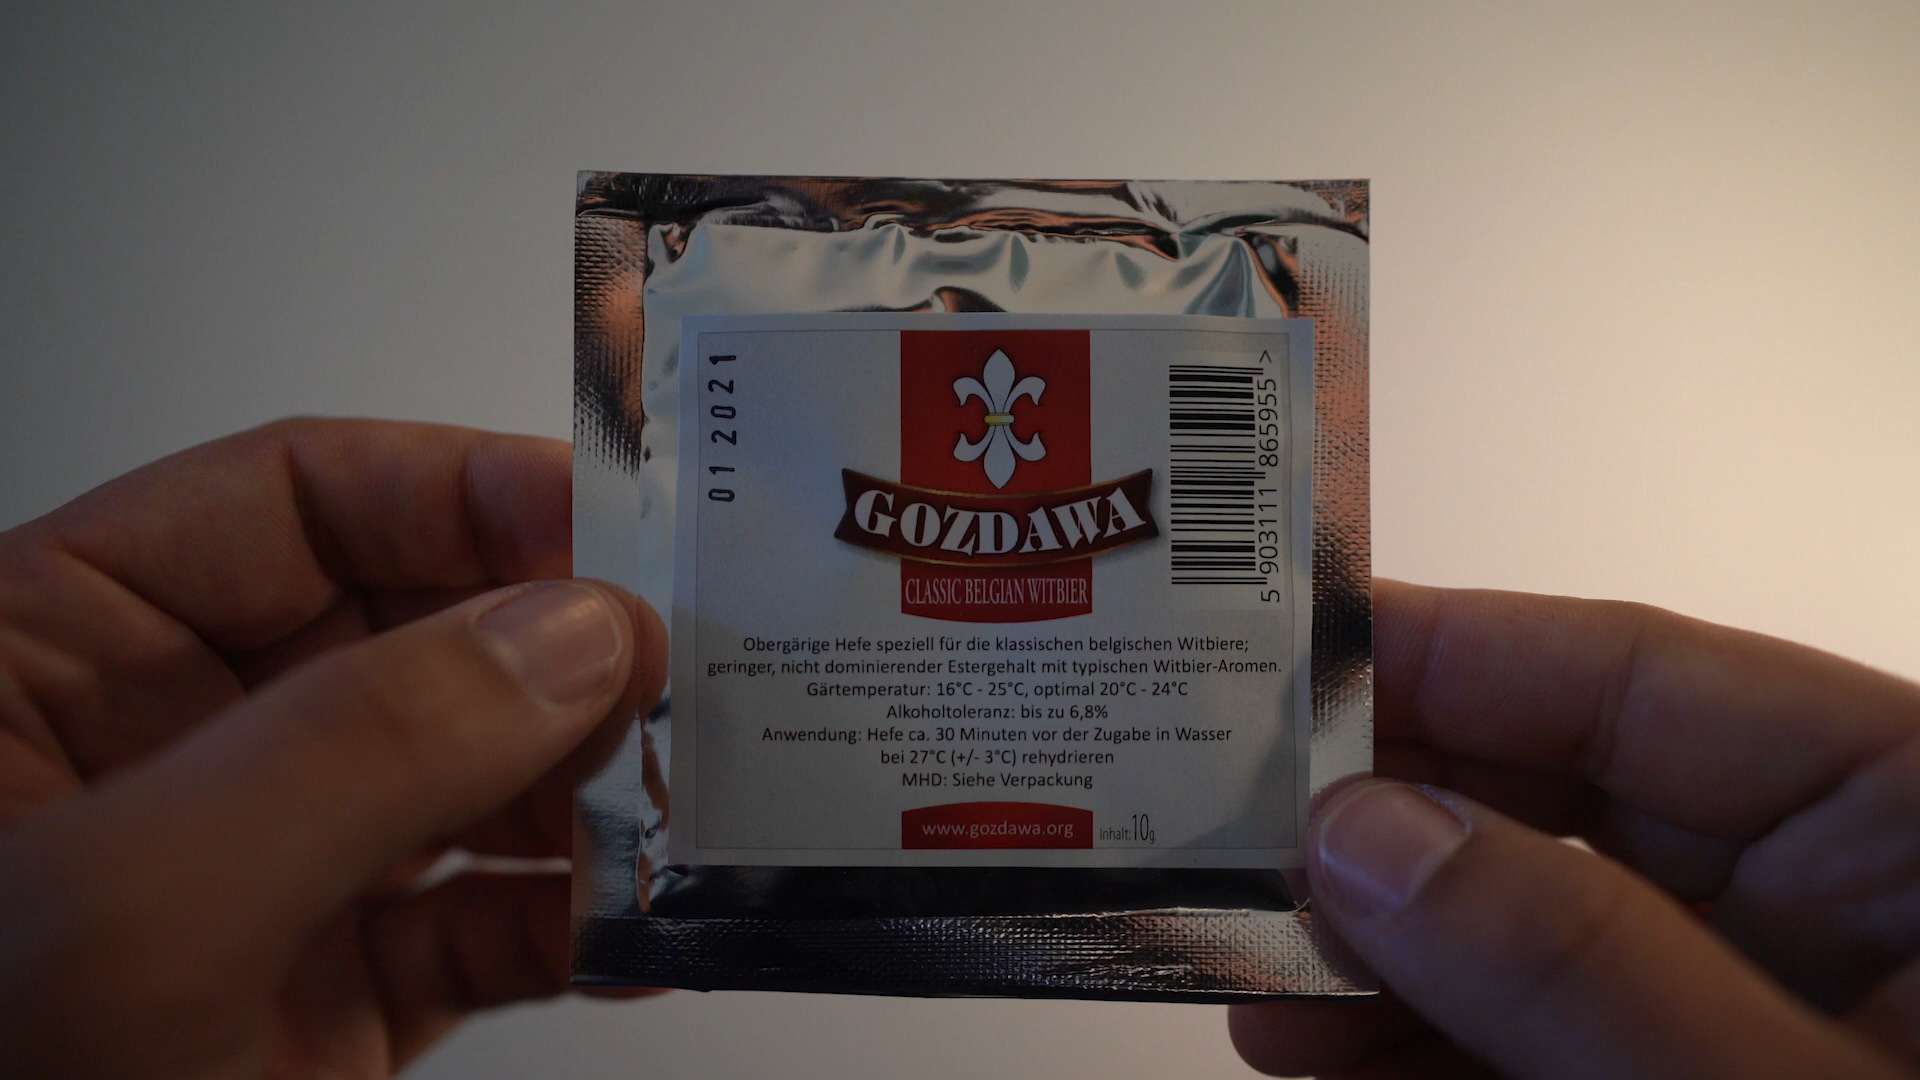 01 2021
GOZDAWA
CLASSIC BELGIAN WITBIER
5 903111 865955 >
Obergärige Hefe speziell für die klassischen belgischen Witbiere;
geringer, nicht dominierender Estergehalt mit typischen Witbier-Aromen.
Gärtemperatur: 16°C - 25°C, optimal 20°C - 24°C
Alkoholtoleranz: bis zu 6,8%
Anwendung: Hefe ca. 30 Minuten vor der Zugabe in Wasser
bei 27°C (+/- 3°C) rehydrieren
MHD: Siehe Verpackung
www.gozdawa.org
Inhalt: 10g